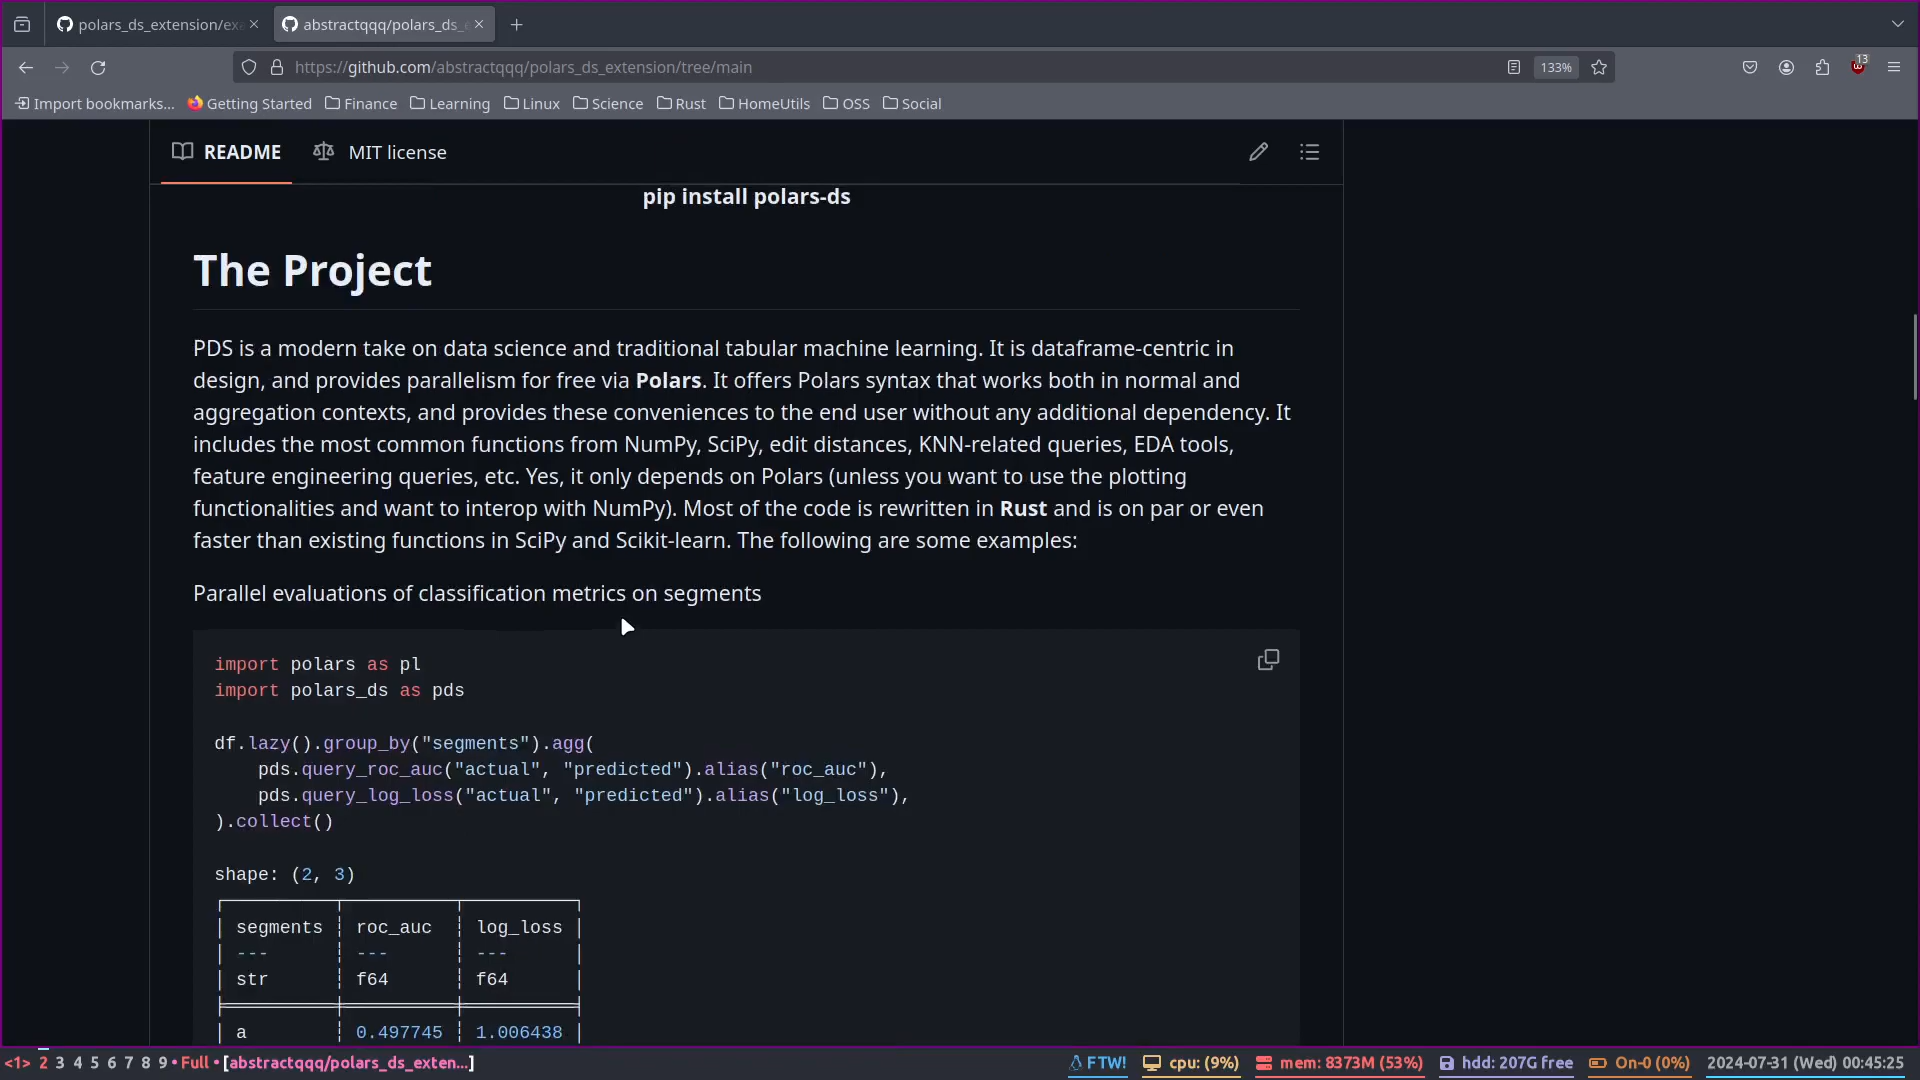 polars_ds_extension/exa
abstractqqq/polars_ds_e
https://github.com/abstractqqq/polars_ds_extension/tree/main
133%
13
Import bookmarks...
Getting Started
Finance
Learning
Linux
Science
Rust
HomeUtils
OSS
Social
README
MIT license
pip install polars-ds
The Project
PDS is a modern take on data science and traditional tabular machine learning. It is dataframe-centric in
design, and provides parallelism for free via Polars. It offers Polars syntax that works both in normal and
aggregation contexts, and provides these conveniences to the end user without any additional dependency. It
includes the most common functions from NumPy, SciPy, edit distances, KNN-related queries, EDA tools,
feature engineering queries, etc. Yes, it only depends on Polars (unless you want to use the plotting
functionalities and want to interop with NumPy). Most of the code is rewritten in Rust and is on par or even
faster than existing functions in SciPy and Scikit-learn. The following are some examples:
Parallel evaluations of classification metrics on segments
import polars as pl
import polars_ds as pds
df.lazy().group_by("segments").agg(
    pds.query_roc_auc("actual", "predicted").alias("roc_auc"),
    pds.query_log_loss("actual", "predicted").alias("log_loss"),
).collect()
shape: (2, 3)
┌──────────┬──────────┬──────────┐
│ segments ┆ roc_auc  ┆ log_loss │
│ ---      ┆ ---      ┆ ---      │
│ str      ┆ f64      ┆ f64      │
╞══════════╪══════════╪══════════╡
│ a        ┆ 0.497745 ┆ 1.006438 │
<1> 2 3 4 5 6 7 8 9 • Full • [abstractqqq/polars_ds_exten...]
FTW!
cpu: (9%)
mem: 8373M (53%)
hdd: 207G free
On-0 (0%)
2024-07-31 (Wed) 00:45:25